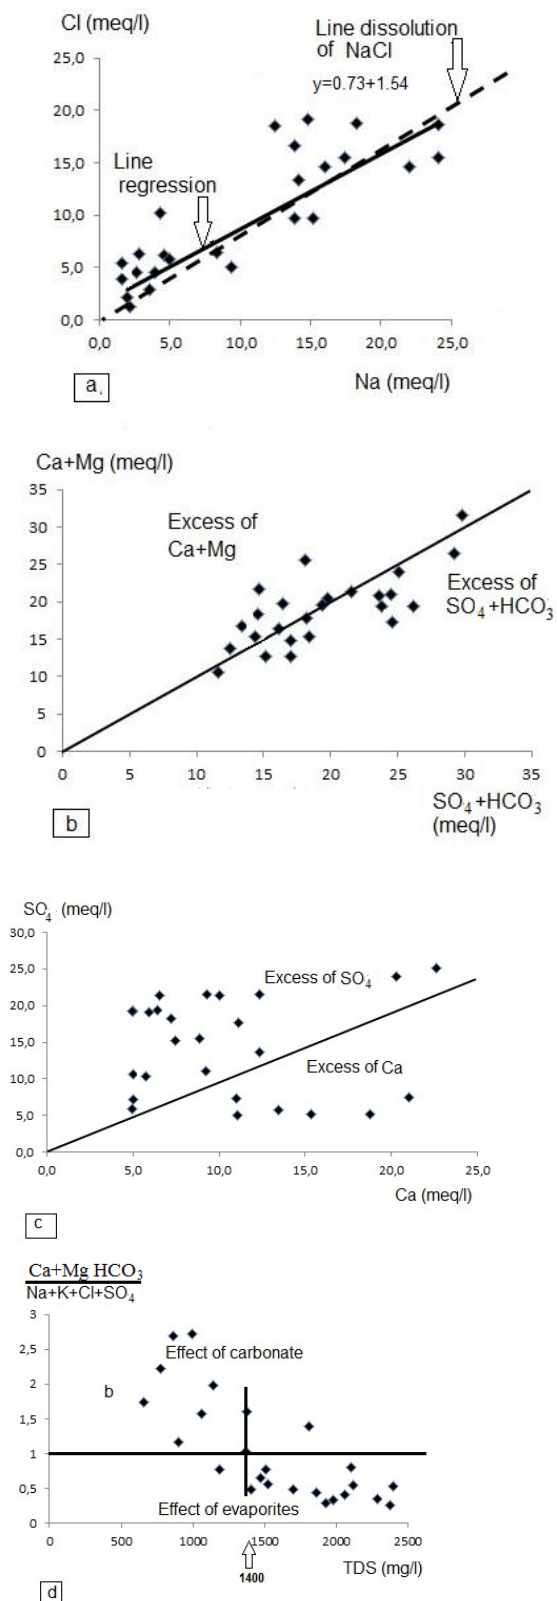 Cl (meq/l)
Line dissolution
of NaCl
y=0.73+1.54
25,0
20,0
15,0
10,0
5,0
0,0
Line
regression
0,0 5,0 10,0 15,0 20,0 25,0
a.
Na (meq/l)
Ca+Mg (meq/l)
35
30
25
20
15
10
5
0
Excess of
Ca+Mg
Excess of
SO4+HCO3
0 5 10 15 20 25 30 35
SO4+HCO3
(meq/l)
b
SO4 (meq/l)
30,0
25,0
20,0
15,0
10,0
5,0
0,0
Excess of SO4
Excess of Ca
0,0 5,0 10,0 15,0 20,0 25,0
Ca (meq/l)
c
Ca+Mg HCO3
Na+K+Cl+SO4
3
2,5
2
1,5
1
0,5
0
Effect of carbonate
b
Effect of evaporites
0 500 1000 1500 2000 2500
1400
TDS (mg/l)
d